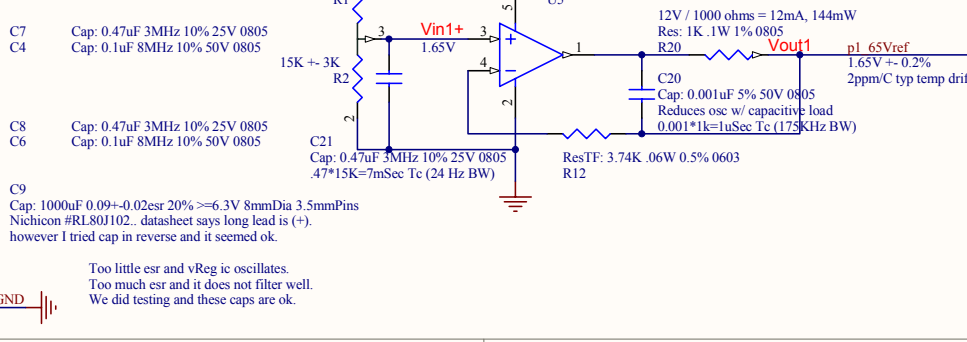 R1
U5
5
12V / 1000 ohms = 12mA, 144mW
Res: 1K .1W 1% 0805
R20
Vout1
p1_65Vref
1.65V +- 0.2%
2ppm/C typ temp drif
C7 Cap: 0.47uF 3MHz 10% 25V 0805
C4 Cap: 0.1uF 8MHz 10% 50V 0805
3
Vin1+
1.65V
3
1
4
15K +- 3K
R2
2
2
C20
Cap: 0.001uF 5% 50V 0805
Reduces osc w/ capacitive load
0.001*1k=1uSec Tc (175KHz BW)
C8 Cap: 0.47uF 3MHz 10% 25V 0805
C6 Cap: 0.1uF 8MHz 10% 50V 0805
C21
Cap: 0.47uF 3MHz 10% 25V 0805
.47*15K=7mSec Tc (24 Hz BW)
ResTF: 3.74K .06W 0.5% 0603
R12
C9
Cap: 1000uF 0.09+-0.02esr 20% >=6.3V 8mmDia 3.5mmPins
Nichicon #RL80J102.. datasheet says long lead is (+).
however I tried cap in reverse and it seemed ok.
Too little esr and vReg ic oscillates.
Too much esr and it does not filter well.
We did testing and these caps are ok.
GND